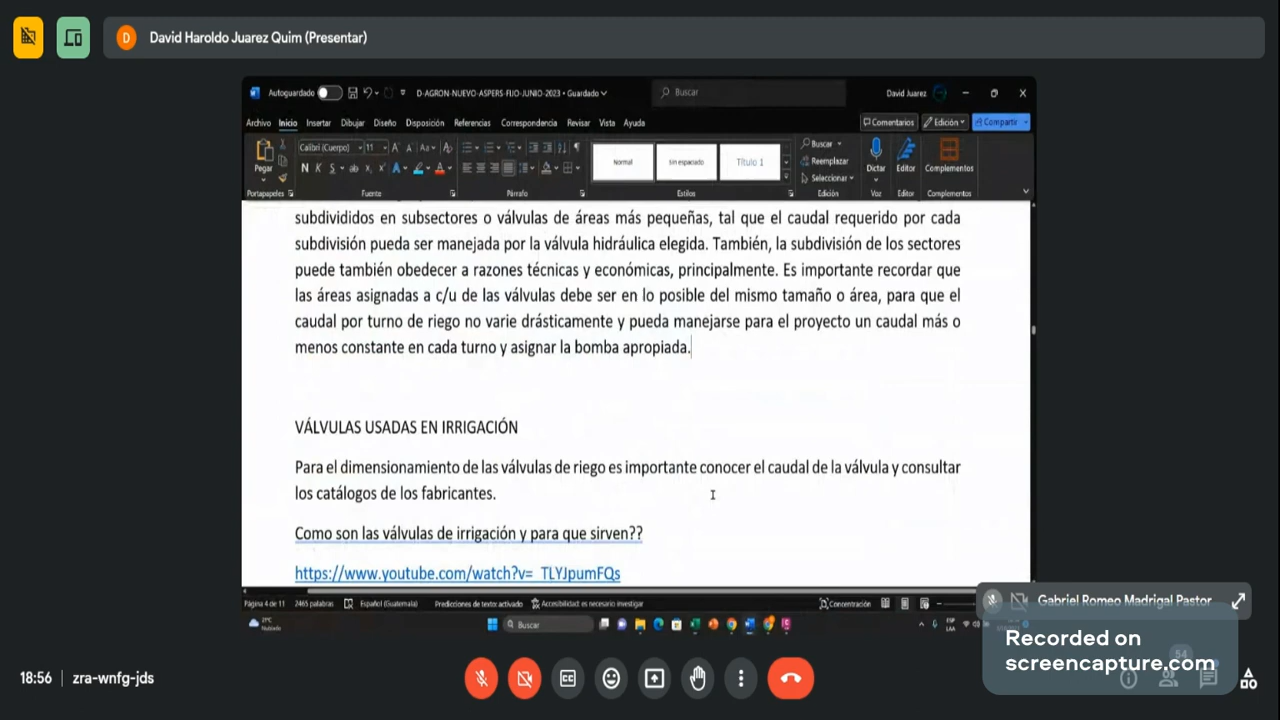 D David Haroldo Juarez Quim (Presentar)
Autoguardado D-AGRON-NUEVO-ASPERS-FIJO-JUNIO-2023 • Guardado Buscar David Juarez
Archivo Inicio Insertar Dibujar Diseño Disposición Referencias Correspondencia Revisar Vista Ayuda Comentarios Edición Compartir
Calibri (Cuerpo) 11 Aa Buscar
Pegar N K S ab x Normal Sin espaciado Título 1 Reemplazar Dictar Editor Complementos
Seleccionar
Portapapeles Fuente Párrafo Estilos Edición Voz Editor Complementos
subdivididos en subsectores o válvulas de áreas más pequeñas, tal que el caudal requerido por cada
subdivisión pueda ser manejada por la válvula hidráulica elegida. También, la subdivisión de los sectores
puede también obedecer a razones técnicas y económicas, principalmente. Es importante recordar que
las áreas asignadas a c/u de las válvulas debe ser en lo posible del mismo tamaño o área, para que el
caudal por turno de riego no varie drásticamente y pueda manejarse para el proyecto un caudal más o
menos constante en cada turno y asignar la bomba apropiada.
VÁLVULAS USADAS EN IRRIGACIÓN
Para el dimensionamiento de las válvulas de riego es importante conocer el caudal de la válvula y consultar
los catálogos de los fabricantes.
Como son las válvulas de irrigación y para que sirven??
https://www.youtube.com/watch?v=_TLYJpumFQs
Página 4 de 11 2465 palabras Español (Guatemala) Predicciones de texto: activado Accesibilidad: es necesario investigar Concentración
Gabriel Romeo Madrigal Pastor
21°C
Nublado
Buscar
ESP
LAA
Recorded on
screencapture.com
54
18:56 | zra-wnfg-jds